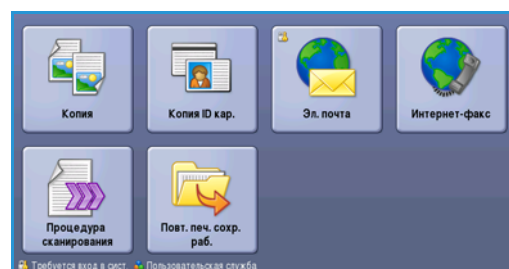 Копия
Копия ID кар.
Эл. почта
Интернет-факс
Процедура
сканирования
Повт. печ. сохр.
раб.
Требуется вход в сист. Пользовательская служба